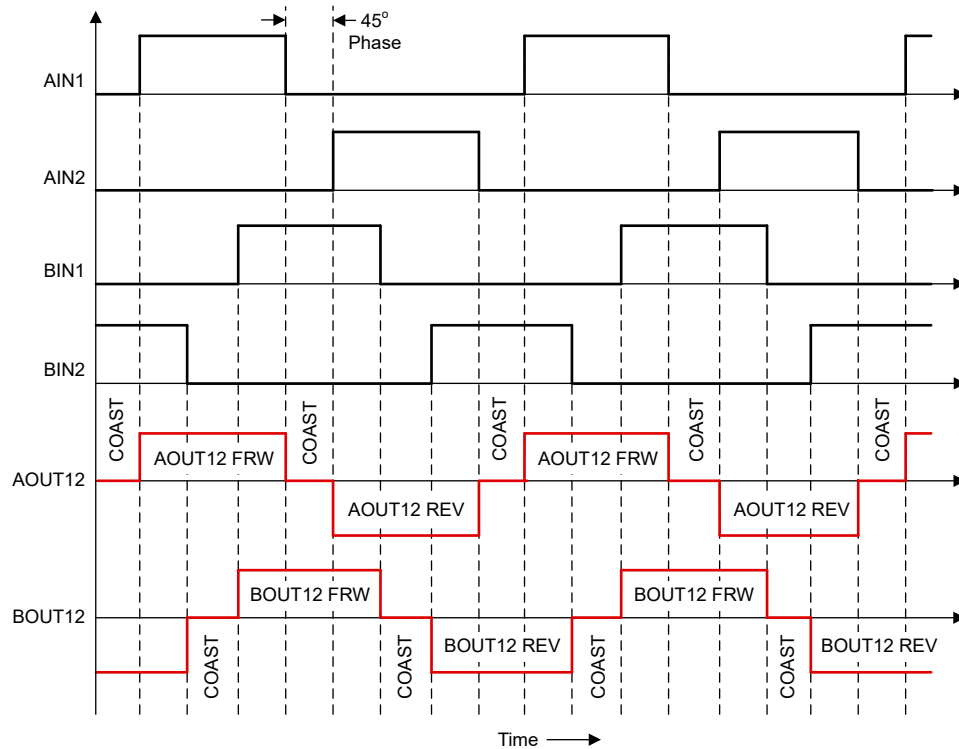 45o
Phase
AIN1
AIN2
BIN1
BIN2
COAST
COAST
COAST
COAST
COAST
AOUT12 FRW
AOUT12 FRW
AOUT12
AOUT12 REV
AOUT12 REV
BOUT12 FRW
BOUT12 FRW
BOUT12
BOUT12 REV
BOUT12 REV
COAST
COAST
COAST
COAST
Time